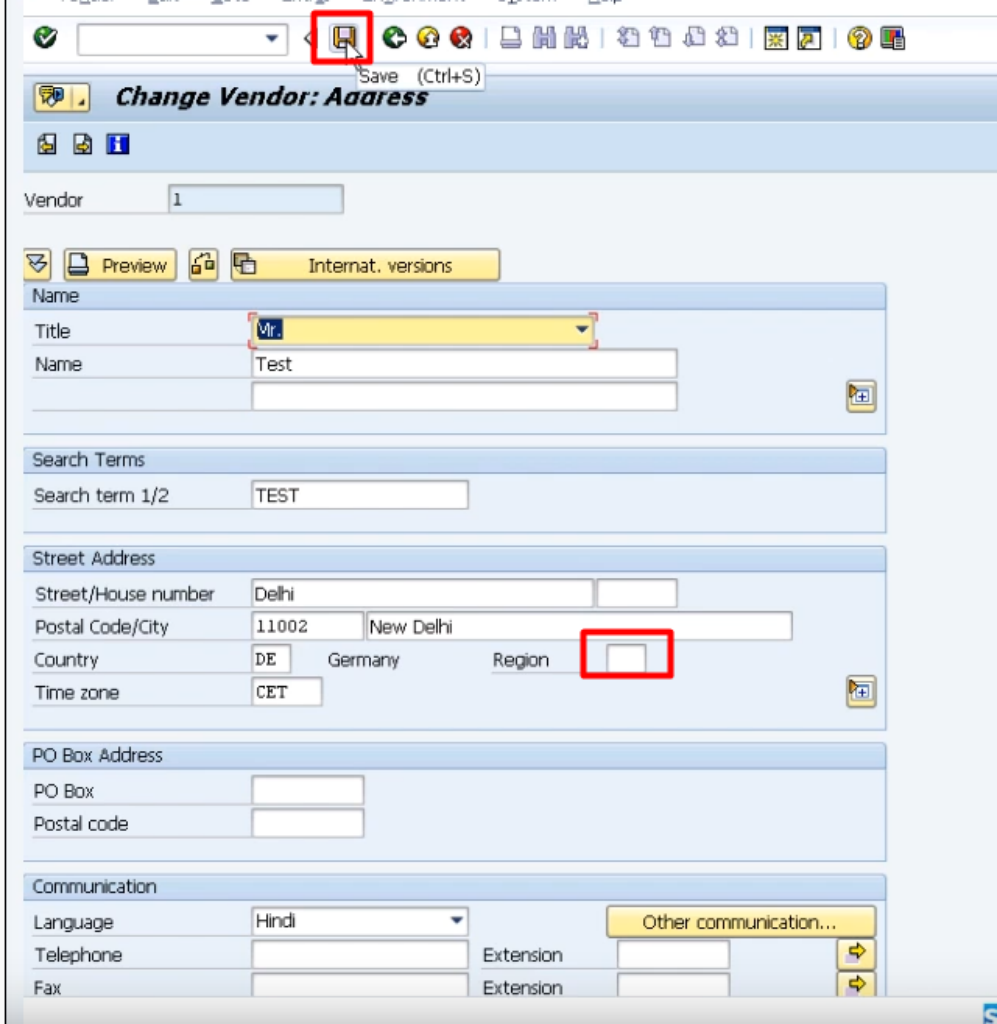 Save (Ctrl+S)
Change Vendor: Address
Vendor 1
Preview Internat. versions
Name
Title Mr.
Name Test
Search Terms
Search term 1/2 TEST
Street Address
Street/House number Delhi
Postal Code/City 11002 New Delhi
Country DE Germany Region
Time zone CET
PO Box Address
PO Box
Postal code
Communication
Language Hindi Other communication...
Telephone Extension
Fax Extension